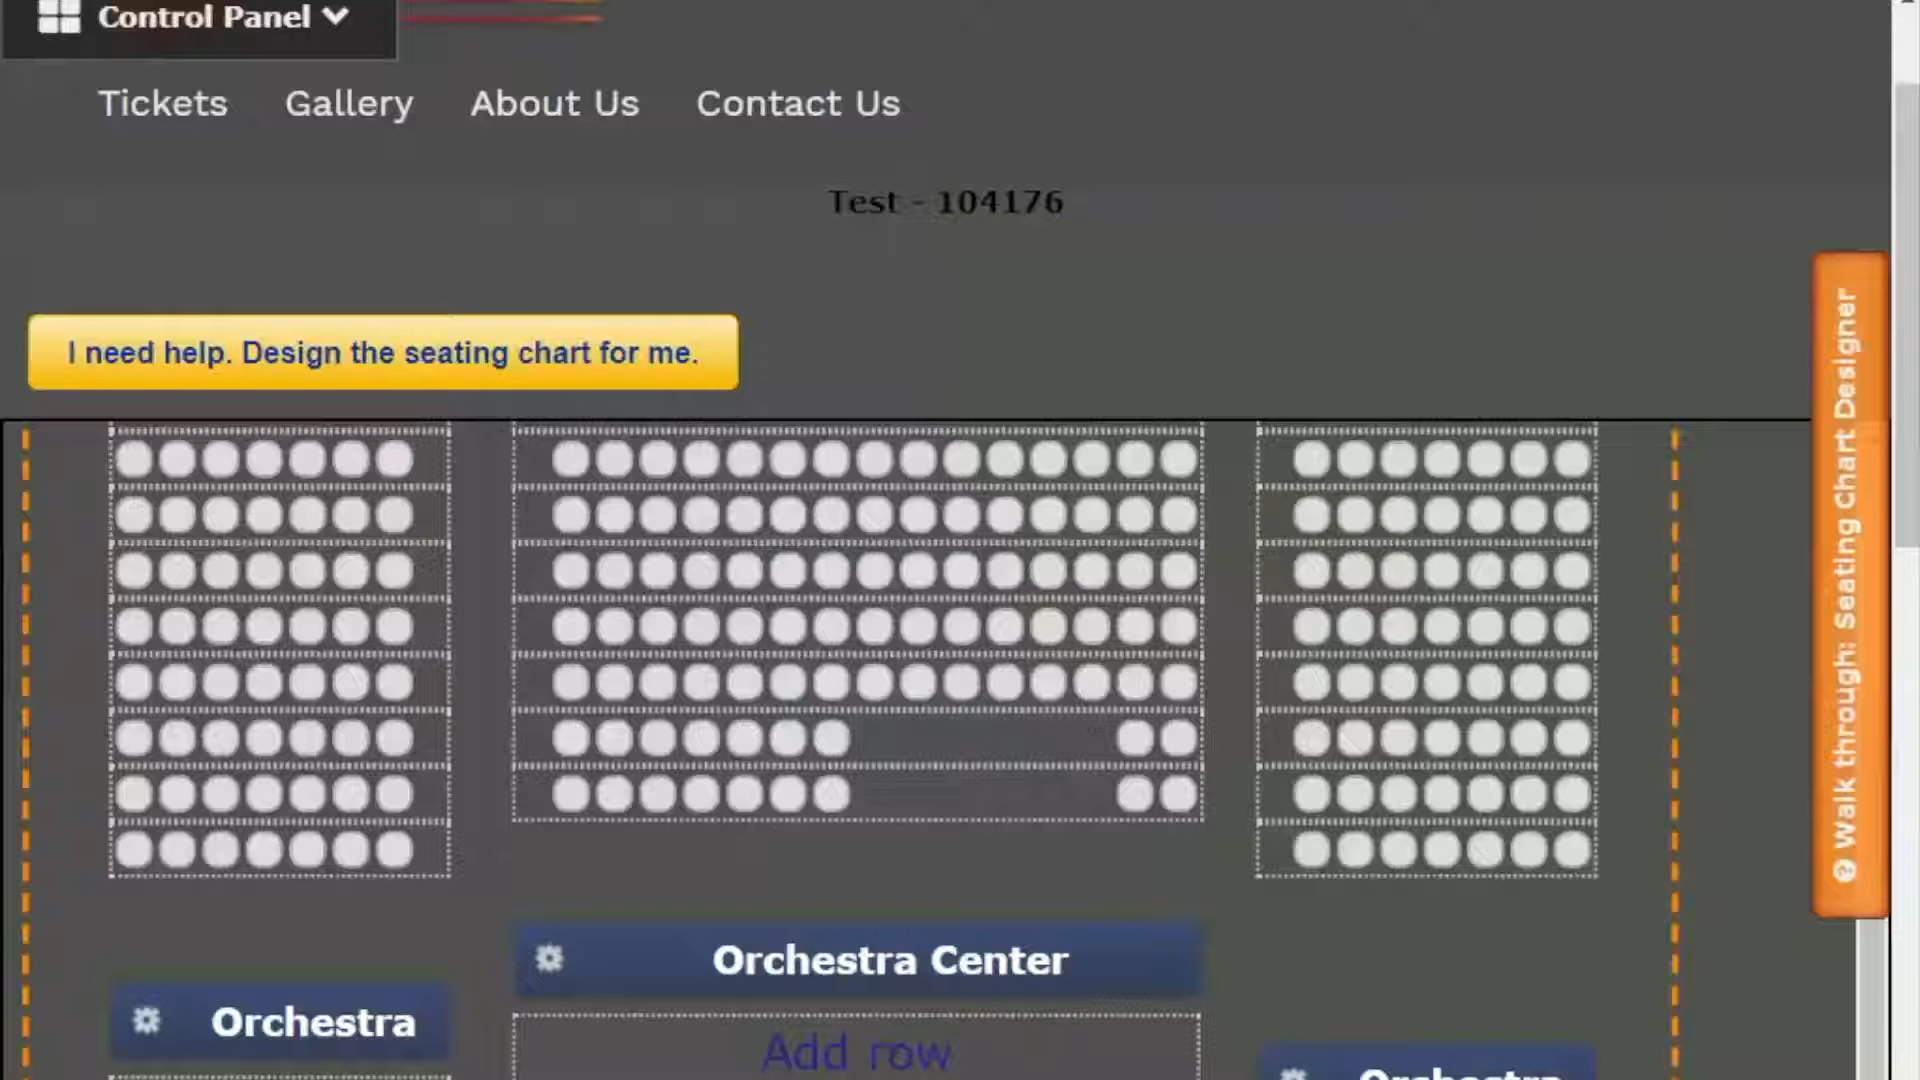 Control Panel
Tickets Gallery About Us Contact Us
Test - 104176
I need help. Design the seating chart for me.
Walk through: Seating Chart Designer
Orchestra Center
Orchestra
Add row
Orchestra